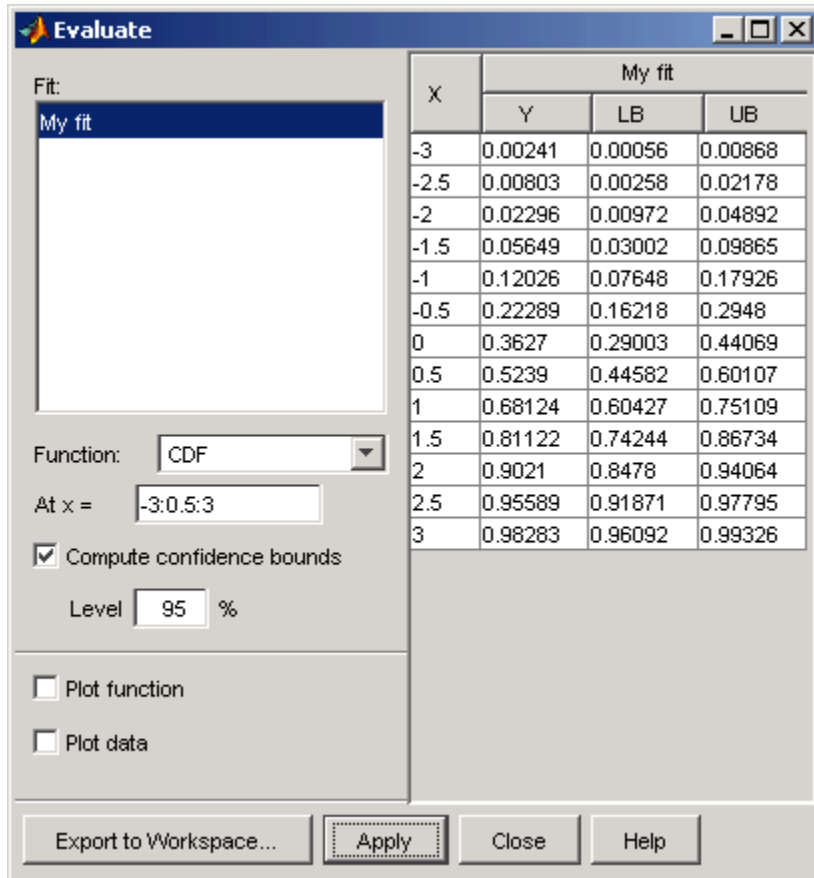 Evaluate
Fit:
My fit
Function: CDF
At x = -3:0.5:3
Compute confidence bounds
Level 95 %
Plot function
Plot data
X My fit
Y LB UB
-3 0.00241 0.00056 0.00868
-2.5 0.00803 0.00258 0.02178
-2 0.02296 0.00972 0.04892
-1.5 0.05649 0.03002 0.09865
-1 0.12026 0.07648 0.17926
-0.5 0.22289 0.16218 0.2948
0 0.3627 0.29003 0.44069
0.5 0.5239 0.44582 0.60107
1 0.68124 0.60427 0.75109
1.5 0.81122 0.74244 0.86734
2 0.9021 0.8478 0.94064
2.5 0.95589 0.91871 0.97795
3 0.98283 0.96092 0.99326
Export to Workspace... Apply Close Help